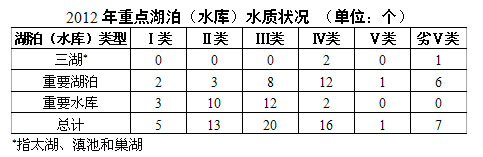 2012 年重点湖泊（水库）水质状况 （单位：个）
湖泊（水库）类型 Ⅰ类 Ⅱ类 Ⅲ类 Ⅳ类 Ⅴ类 劣Ⅴ类
三湖* 0 0 0 2 0 1
重要湖泊 2 3 8 12 1 6
重要水库 3 10 12 2 0 0
总计 5 13 20 16 1 7
*指太湖、滇池和巢湖